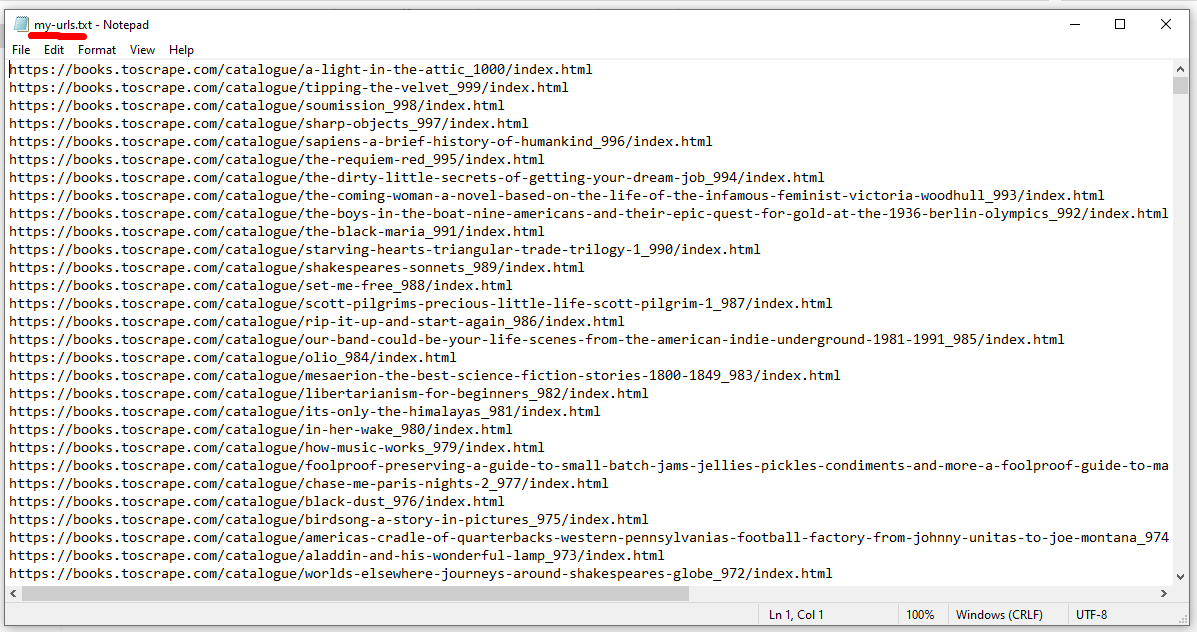 my-urls.txt - Notepad
File Edit Format View Help
https://books.toscrape.com/catalogue/a-light-in-the-attic_1000/index.html
https://books.toscrape.com/catalogue/tipping-the-velvet_999/index.html
https://books.toscrape.com/catalogue/soumission_998/index.html
https://books.toscrape.com/catalogue/sharp-objects_997/index.html
https://books.toscrape.com/catalogue/sapiens-a-brief-history-of-humankind_996/index.html
https://books.toscrape.com/catalogue/the-requiem-red_995/index.html
https://books.toscrape.com/catalogue/the-dirty-little-secrets-of-getting-your-dream-job_994/index.html
https://books.toscrape.com/catalogue/the-coming-woman-a-novel-based-on-the-life-of-the-infamous-feminist-victoria-woodhull_993/index.html
https://books.toscrape.com/catalogue/the-boys-in-the-boat-nine-americans-and-their-epic-quest-for-gold-at-the-1936-berlin-olympics_992/index.html
https://books.toscrape.com/catalogue/the-black-maria_991/index.html
https://books.toscrape.com/catalogue/starving-hearts-triangular-trade-trilogy-1_990/index.html
https://books.toscrape.com/catalogue/shakespeares-sonnets_989/index.html
https://books.toscrape.com/catalogue/set-me-free_988/index.html
https://books.toscrape.com/catalogue/scott-pilgrims-precious-little-life-scott-pilgrim-1_987/index.html
https://books.toscrape.com/catalogue/rip-it-up-and-start-again_986/index.html
https://books.toscrape.com/catalogue/our-band-could-be-your-life-scenes-from-the-american-indie-underground-1981-1991_985/index.html
https://books.toscrape.com/catalogue/olio_984/index.html
https://books.toscrape.com/catalogue/mesaerion-the-best-science-fiction-stories-1800-1849_983/index.html
https://books.toscrape.com/catalogue/libertarianism-for-beginners_982/index.html
https://books.toscrape.com/catalogue/its-only-the-himalayas_981/index.html
https://books.toscrape.com/catalogue/in-her-wake_980/index.html
https://books.toscrape.com/catalogue/how-music-works_979/index.html
https://books.toscrape.com/catalogue/foolproof-preserving-a-guide-to-small-batch-jams-jellies-pickles-condiments-and-more-a-foolproof-guide-to-ma
https://books.toscrape.com/catalogue/chase-me-paris-nights-2_977/index.html
https://books.toscrape.com/catalogue/black-dust_976/index.html
https://books.toscrape.com/catalogue/birdsong-a-story-in-pictures_975/index.html
https://books.toscrape.com/catalogue/americas-cradle-of-quarterbacks-western-pennsylvanias-football-factory-from-johnny-unitas-to-joe-montana_974
https://books.toscrape.com/catalogue/aladdin-and-his-wonderful-lamp_973/index.html
https://books.toscrape.com/catalogue/worlds-elsewhere-journeys-around-shakespeares-globe_972/index.html
Ln 1, Col 1 100% Windows (CRLF) UTF-8